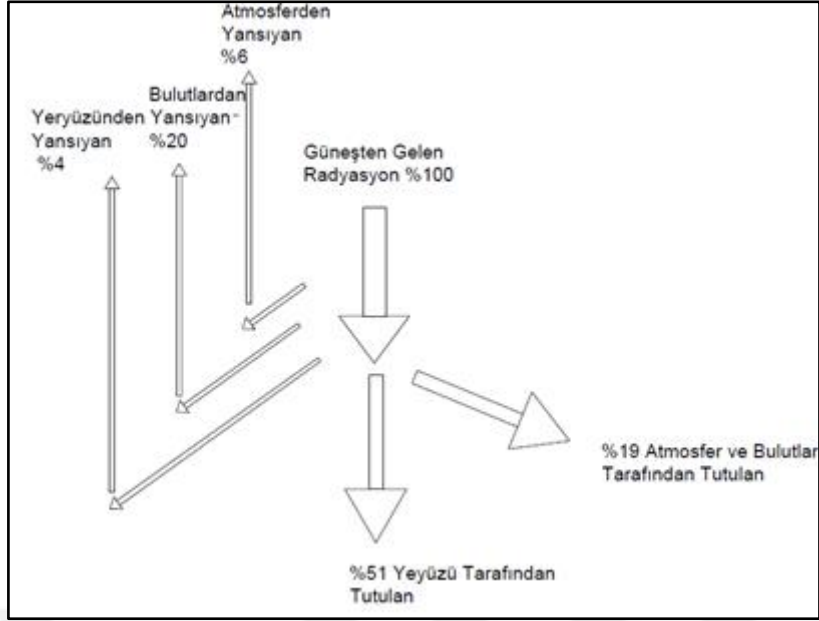 Atmosferden
Yansıyan
%6
Bulutlardan
Yansıyan
%20
Yeryüzünden
Yansıyan
%4
Güneşten Gelen
Radyasyon %100
%19 Atmosfer ve Bulutlar
Tarafından Tutulan
%51 Yeyüzü Tarafından
Tutulan